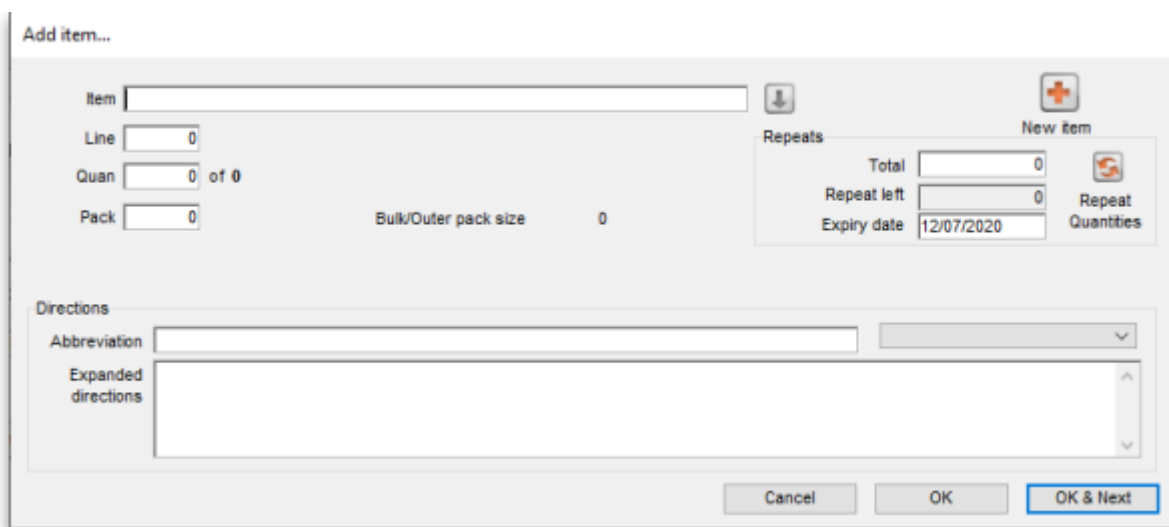 Add item...
Item
New item
Line 0
Repeats
Total 0
Quan 0 of 0
Repeat left 0
Repeat
Quantities
Pack 0 Bulk/Outer pack size 0
Expiry date 12/07/2020
Directions
Abbreviation
Expanded
directions
Cancel OK OK & Next